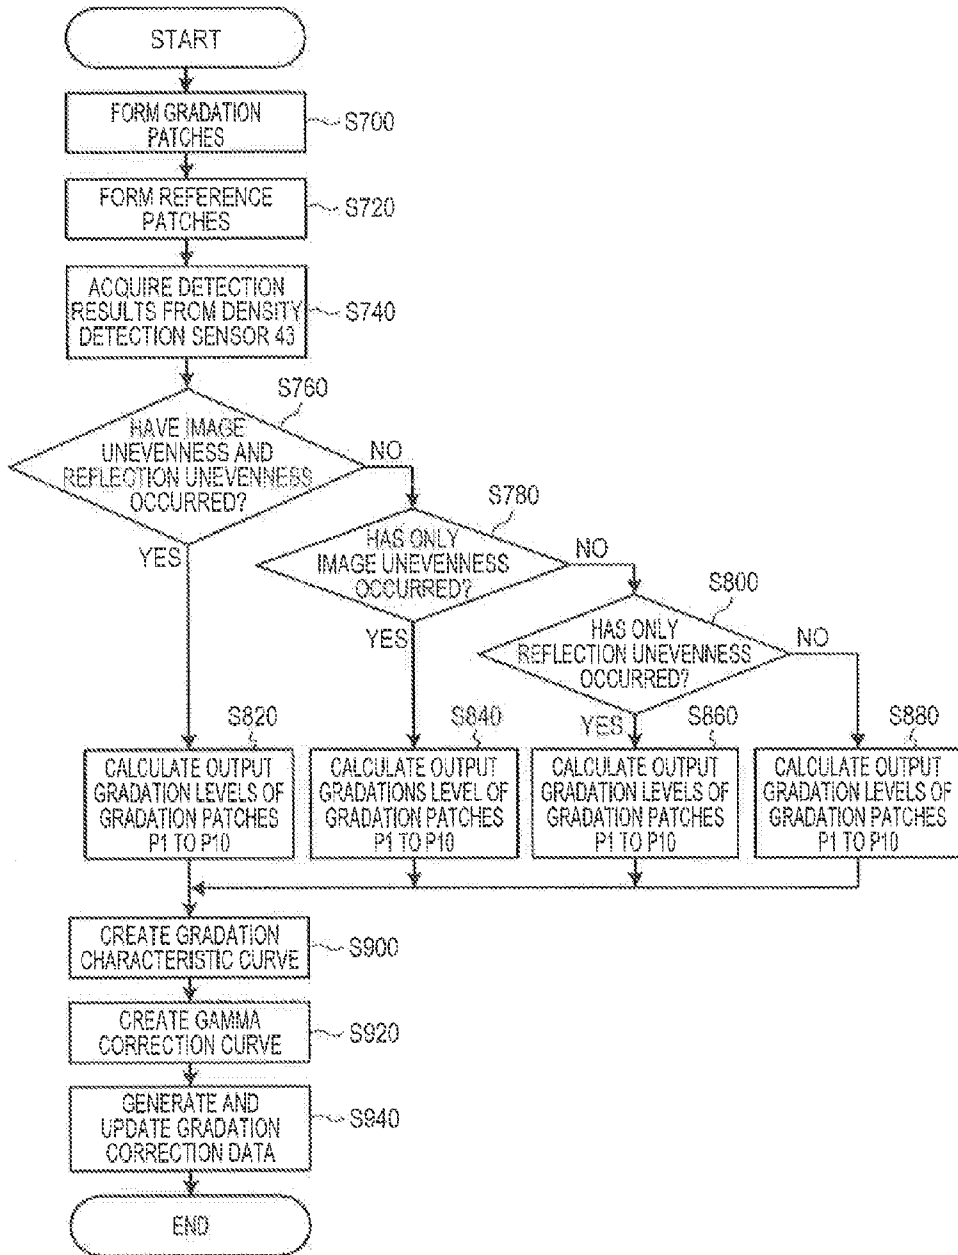 START
FORM GRADATION
PATCHES
S700
FORM REFERENCE
PATCHES
S720
ACQUIRE DETECTION
RESULTS FROM DENSITY
DETECTION SENSOR 43
S740
S760
HAVE IMAGE
UNEVENNESS AND
REFLECTION UNEVENNESS
OCCURRED?
NO
YES
S780
HAS ONLY
IMAGE UNEVENNESS
OCCURRED?
NO
YES
S800
HAS ONLY
REFLECTION UNEVENNESS
OCCURRED?
NO
YES
S820
CALCULATE OUTPUT
GRADATION LEVELS OF
GRADATION PATCHES
P1 TO P10
S840
CALCULATE OUTPUT
GRADATIONS LEVEL OF
GRADATION PATCHES
P1 TO P10
S860
CALCULATE OUTPUT
GRADATION LEVELS OF
GRADATION PATCHES
P1 TO P10
S880
CALCULATE OUTPUT
GRADATION LEVELS OF
GRADATION PATCHES
P1 TO P10
CREATE GRADATION
CHARACTERISTIC CURVE
S900
CREATE GAMMA
CORRECTION CURVE
S920
GENERATE AND
UPDATE GRADATION
CORRECTION DATA
S940
END